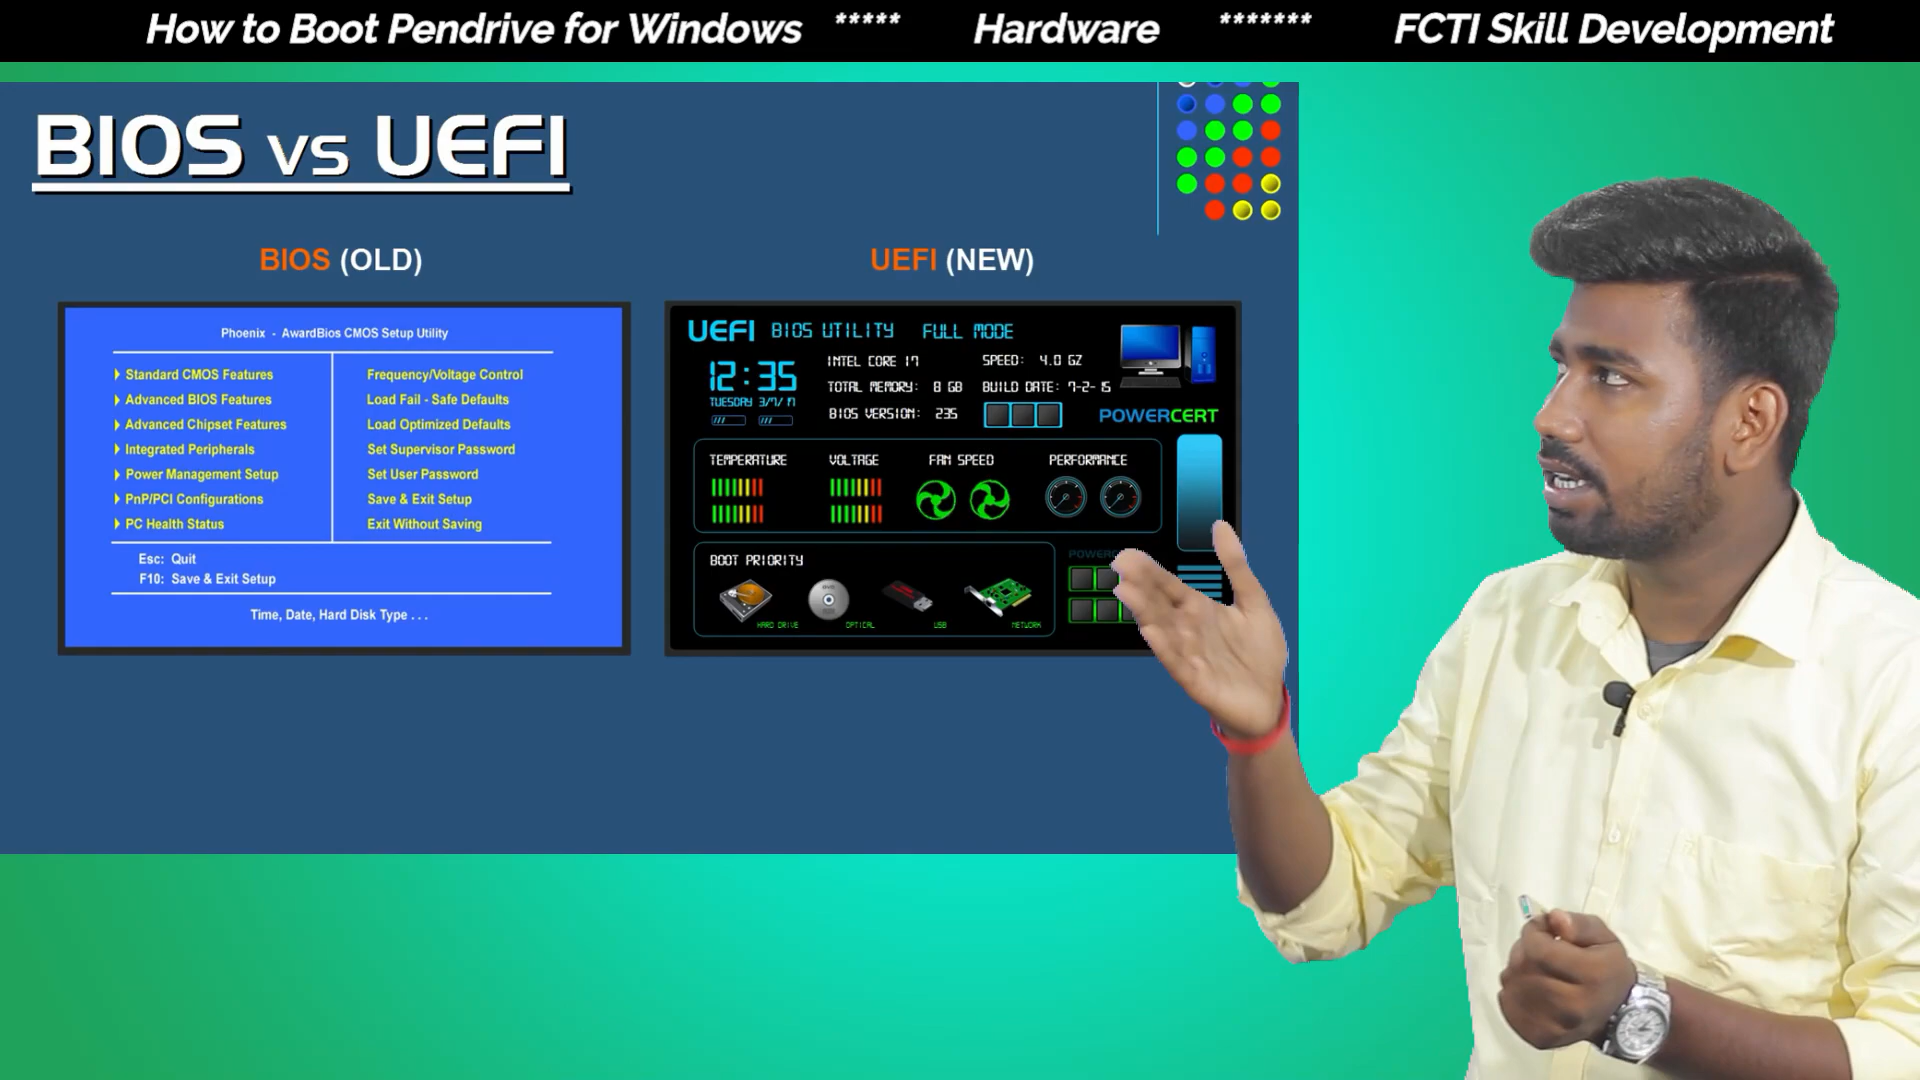 How to Boot Pendrive for Windows ***** Hardware ******* FCTI Skill Development
BIOS vs UEFI
BIOS (OLD)
Phoenix - AwardBios CMOS Setup Utility
Standard CMOS Features
Advanced BIOS Features
Advanced Chipset Features
Integrated Peripherals
Power Management Setup
PnP/PCI Configurations
PC Health Status
Frequency/Voltage Control
Load Fail - Safe Defaults
Load Optimized Defaults
Set Supervisor Password
Set User Password
Save & Exit Setup
Exit Without Saving
Esc: Quit
F10: Save & Exit Setup
Time, Date, Hard Disk Type . . .
UEFI (NEW)
UEFI BIOS UTILITY FULL MODE
12:35
TUESDAY 3/7/17
INTEL CORE I7
TOTAL MEMORY: 8 GB
BIOS VERSION: 235
SPEED: 4.0 GZ
BUILD DATE: 7-2-15
POWERCERT
TEMPERATURE VOLTAGE FAN SPEED PERFORMANCE
BOOT PRIORITY
HARD DRIVE OPTICAL USB NETWORK